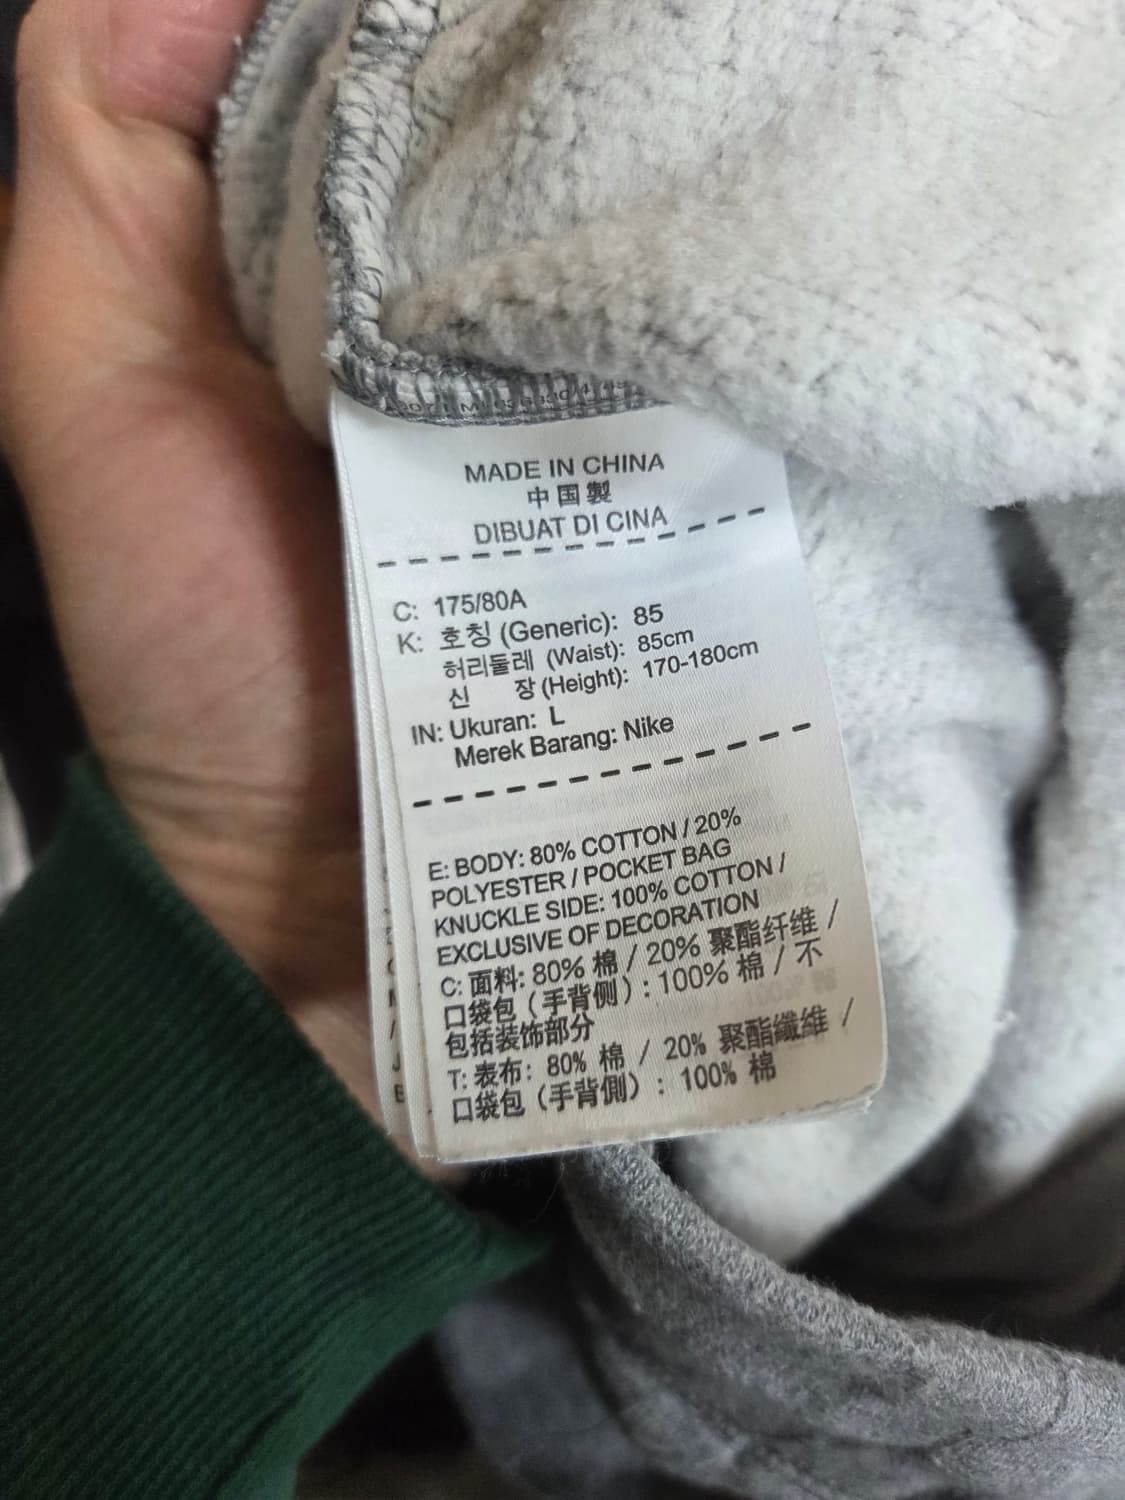 MADE IN CHINA
中国製
DIBUAT DI CINA
C: 175/80A
K: 호칭 (Generic): 85
허리둘레 (Waist): 85cm
신 장 (Height): 170-180cm
IN: Ukuran: L
Merek Barang: Nike
E: BODY: 80% COTTON / 20%
POLYESTER / POCKET BAG
KNUCKLE SIDE: 100% COTTON /
EXCLUSIVE OF DECORATION
C: 面料: 80% 棉 / 20% 聚酯纤维 /
口袋包（手背侧）: 100% 棉 / 不
包括装饰部分
T: 表布: 80% 棉 / 20% 聚酯纖維 /
口袋包（手背側）: 100% 棉